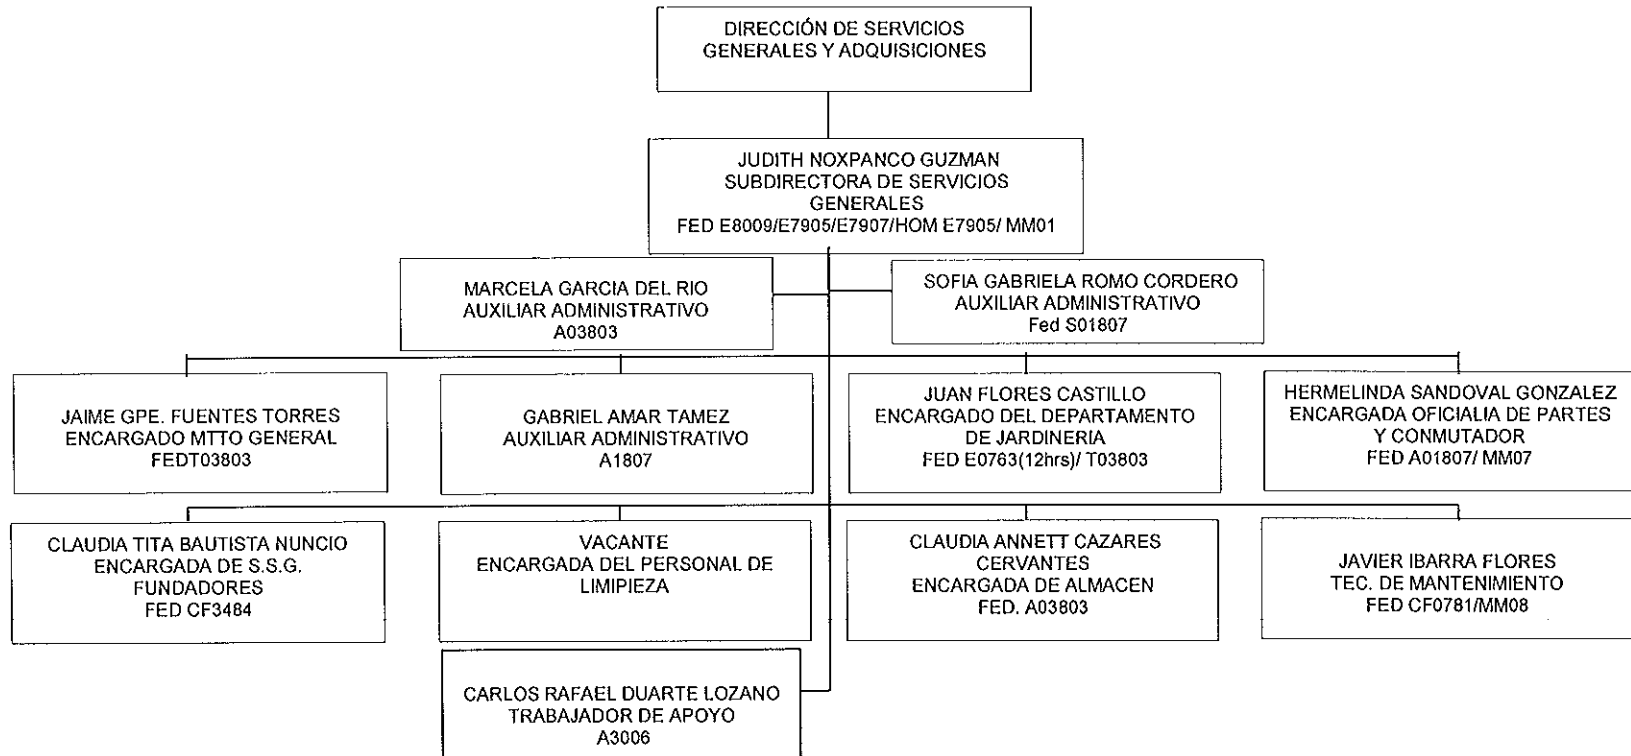 DIRECCIÓN DE SERVICIOS
GENERALES Y ADQUISICIONES
JUDITH NOXPANCO GUZMAN
SUBDIRECTORA DE SERVICIOS
GENERALES
FED E8009/E7905/E7907/HOM E7905/ MM01
MARCELA GARCIA DEL RIO
AUXILIAR ADMINISTRATIVO
A03803
SOFIA GABRIELA ROMO CORDERO
AUXILIAR ADMINISTRATIVO
Fed S01807
JAIME GPE. FUENTES TORRES
ENCARGADO MTTO GENERAL
FEDT03803
GABRIEL AMAR TAMEZ
AUXILIAR ADMINISTRATIVO
A1807
JUAN FLORES CASTILLO
ENCARGADO DEL DEPARTAMENTO
DE JARDINERIA
FED E0763(12hrs)/ T03803
HERMELINDA SANDOVAL GONZALEZ
ENCARGADA OFICIALIA DE PARTES
Y CONMUTADOR
FED A01807/ MM07
CLAUDIA TITA BAUTISTA NUNCIO
ENCARGADA DE S.S.G.
FUNDADORES
FED CF3484
VACANTE
ENCARGADA DEL PERSONAL DE
LIMIPIEZA
CLAUDIA ANNETT CAZARES
CERVANTES
ENCARGADA DE ALMACEN
FED. A03803
JAVIER IBARRA FLORES
TEC. DE MANTENIMIENTO
FED CF0781/MM08
CARLOS RAFAEL DUARTE LOZANO
TRABAJADOR DE APOYO
A3006